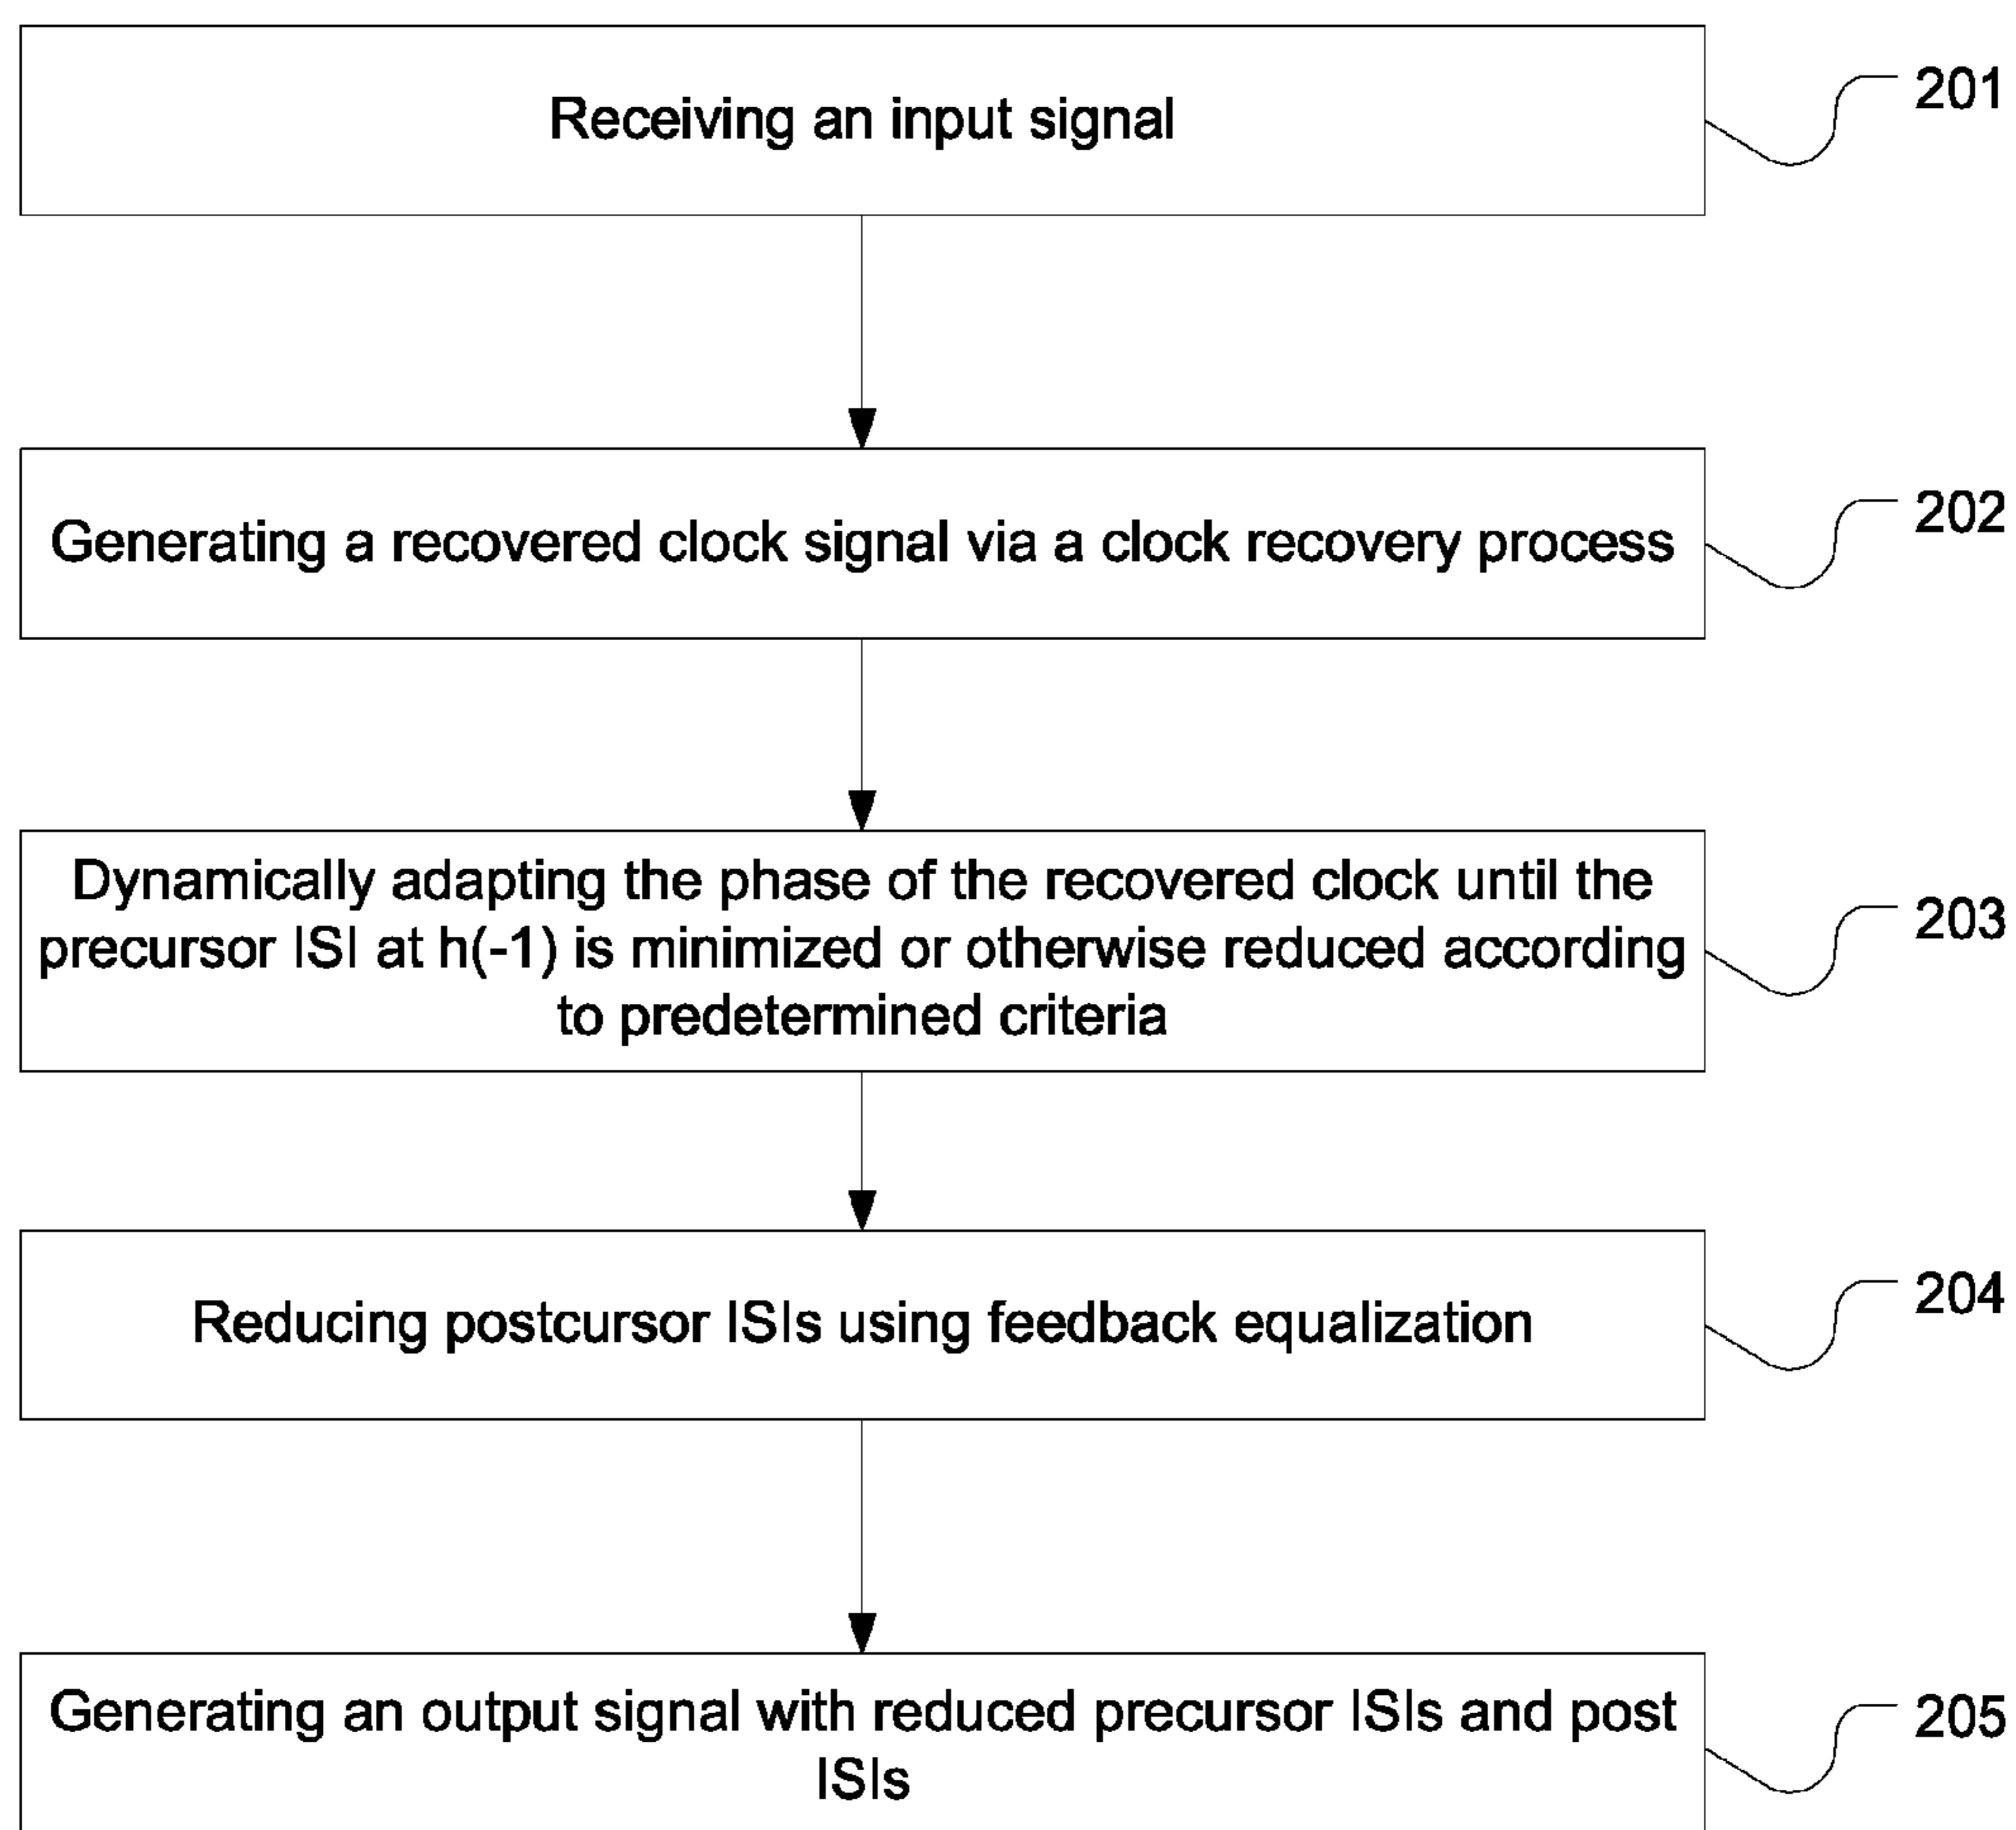 Receiving an input signal
201
Generating a recovered clock signal via a clock recovery process
202
Dynamically adapting the phase of the recovered clock until the
precursor ISI at h(-1) is minimized or otherwise reduced according
to predetermined criteria
203
Reducing postcursor ISIs using feedback equalization
204
Generating an output signal with reduced precursor ISIs and post
ISIs
205